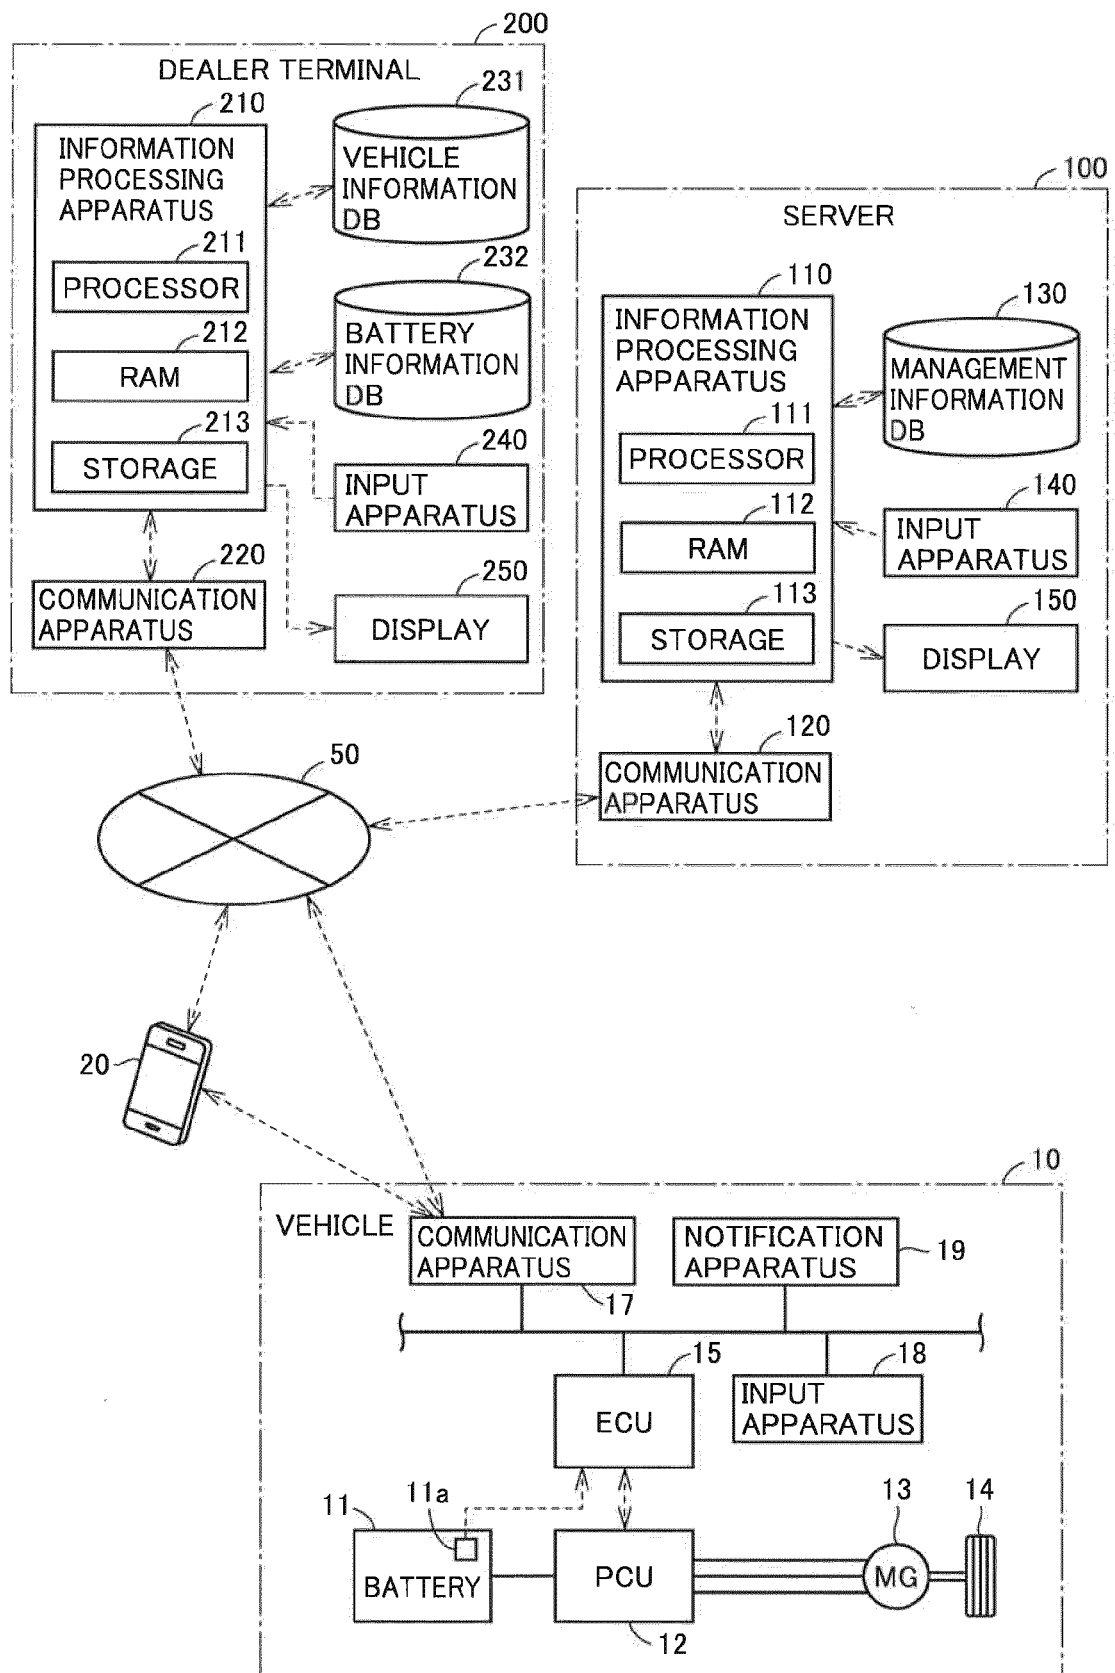 200
DEALER TERMINAL
210
INFORMATION
PROCESSING
APPARATUS
211
PROCESSOR
212
RAM
213
STORAGE
231
VEHICLE
INFORMATION
DB
232
BATTERY
INFORMATION
DB
240
INPUT
APPARATUS
220
COMMUNICATION
APPARATUS
250
DISPLAY
100
SERVER
110
INFORMATION
PROCESSING
APPARATUS
111
PROCESSOR
112
RAM
113
STORAGE
130
MANAGEMENT
INFORMATION
DB
140
INPUT
APPARATUS
150
DISPLAY
120
COMMUNICATION
APPARATUS
50
20
10
VEHICLE
COMMUNICATION
APPARATUS
17
NOTIFICATION
APPARATUS
19
15
ECU
18
INPUT
APPARATUS
11
11a
BATTERY
PCU
12
13
MG
14